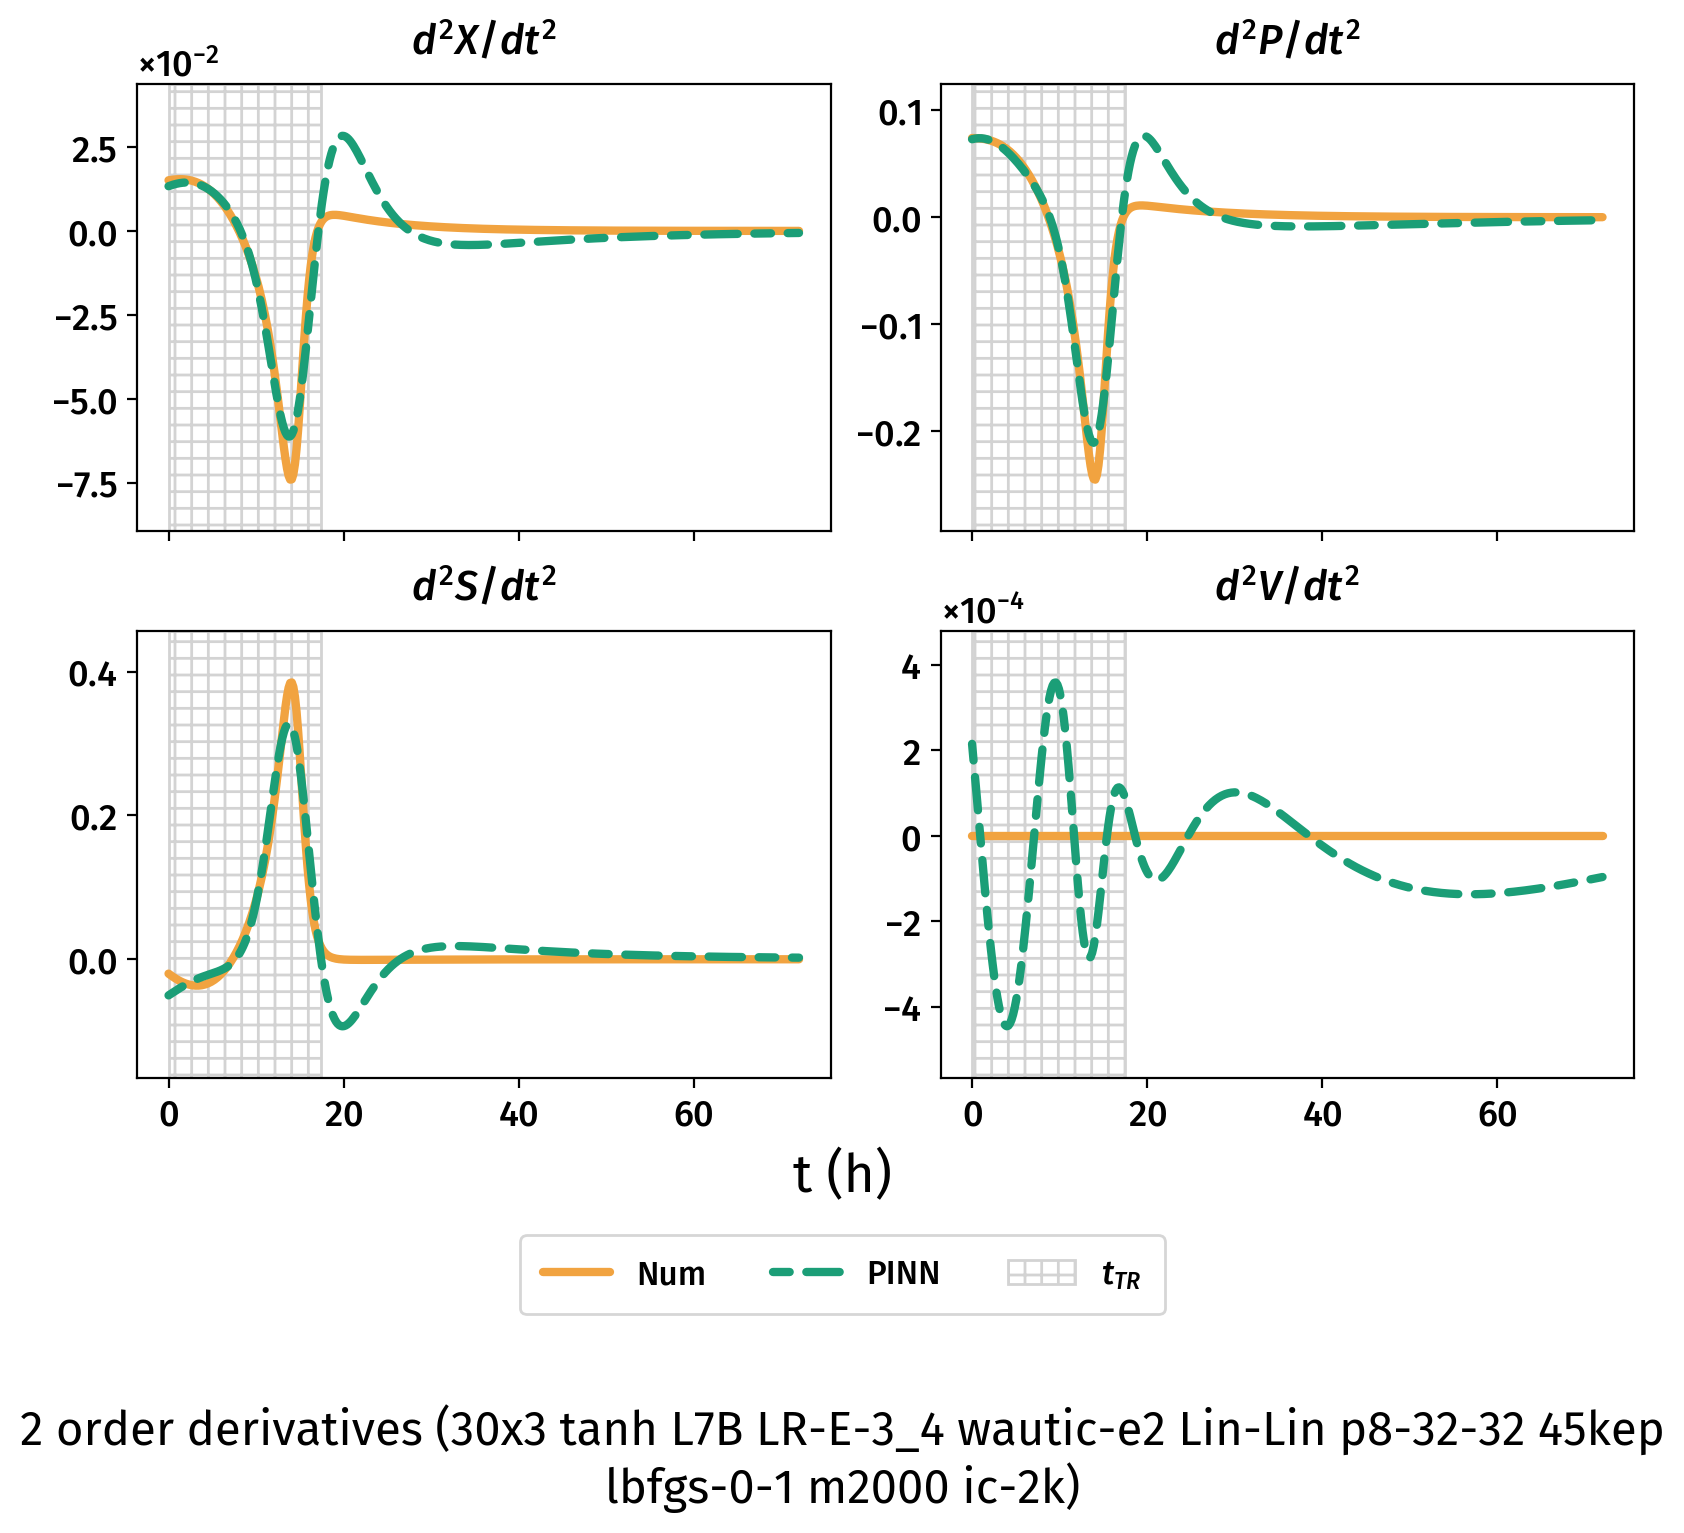 d²X/dt²
d²P/dt²
×10⁻²
2.5
0.0
−2.5
−5.0
−7.5
0.1
0.0
−0.1
−0.2
d²S/dt²
d²V/dt²
×10⁻⁴
0.4
0.2
0.0
4
2
0
−2
−4
0 20 40 60
0 20 40 60
t (h)
Num PINN t_TR
2 order derivatives (30x3 tanh L7B LR-E-3_4 wautic-e2 Lin-Lin p8-32-32 45kep
lbfgs-0-1 m2000 ic-2k)